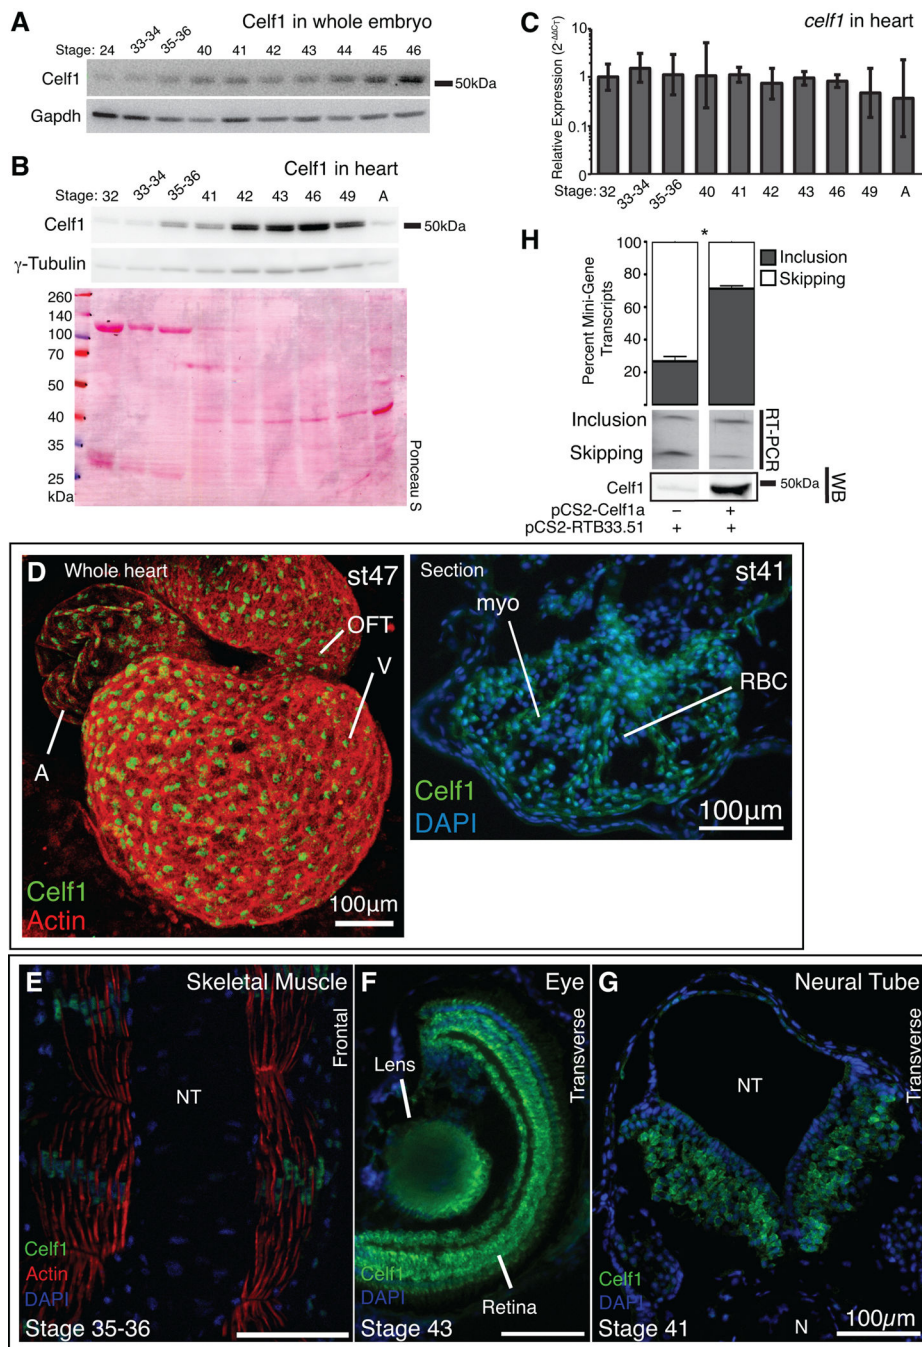 A
Celf1 in whole embryo
Stage: 24 33-34 35-36 40 41 42 43 44 45 46
Celf1
50kDa
Gapdh
B
Celf1 in heart
Stage: 32 33-34 35-36 41 42 43 46 49 A
Celf1
50kDa
γ-Tubulin
260
140
100
70
50
40
35
25
kDa
Ponceau S
C
celf1 in heart
Relative Expression (2-ΔΔCT)
10
1
0.1
0
Stage: 32 33-34 35-36 40 41 42 43 46 49 A
H
*
Inclusion
Skipping
Percent Mini-Gene
Transcripts
100
80
60
40
20
Inclusion
Skipping
RT-PCR
Celf1
50kDa
WB
pCS2-Celf1a − +
pCS2-RTB33.51 + +
D
Whole heart
st47
OFT
V
A
Celf1
Actin
100μm
Section
st41
myo
RBC
Celf1
DAPI
100μm
E
Skeletal Muscle
Frontal
NT
Celf1
Actin
DAPI
Stage 35-36
F
Eye
Transverse
Lens
Celf1
DAPI
Retina
Stage 43
G
Neural Tube
Transverse
NT
Celf1
DAPI
N
100μm
Stage 41